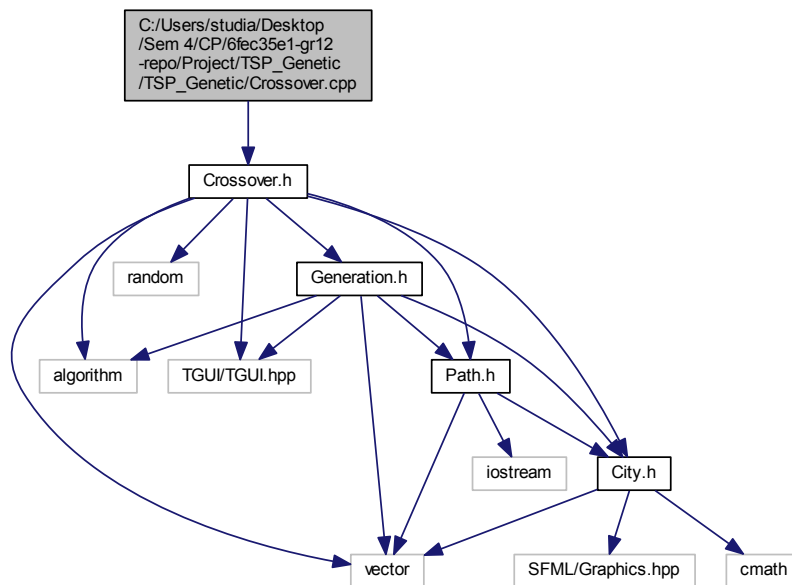 C:/Users/studia/Desktop
/Sem 4/CP/6fec35e1-gr12
-repo/Project/TSP_Genetic
/TSP_Genetic/Crossover.cpp
Crossover.h
random
Generation.h
algorithm
TGUI/TGUI.hpp
Path.h
iostream
City.h
vector
SFML/Graphics.hpp
cmath